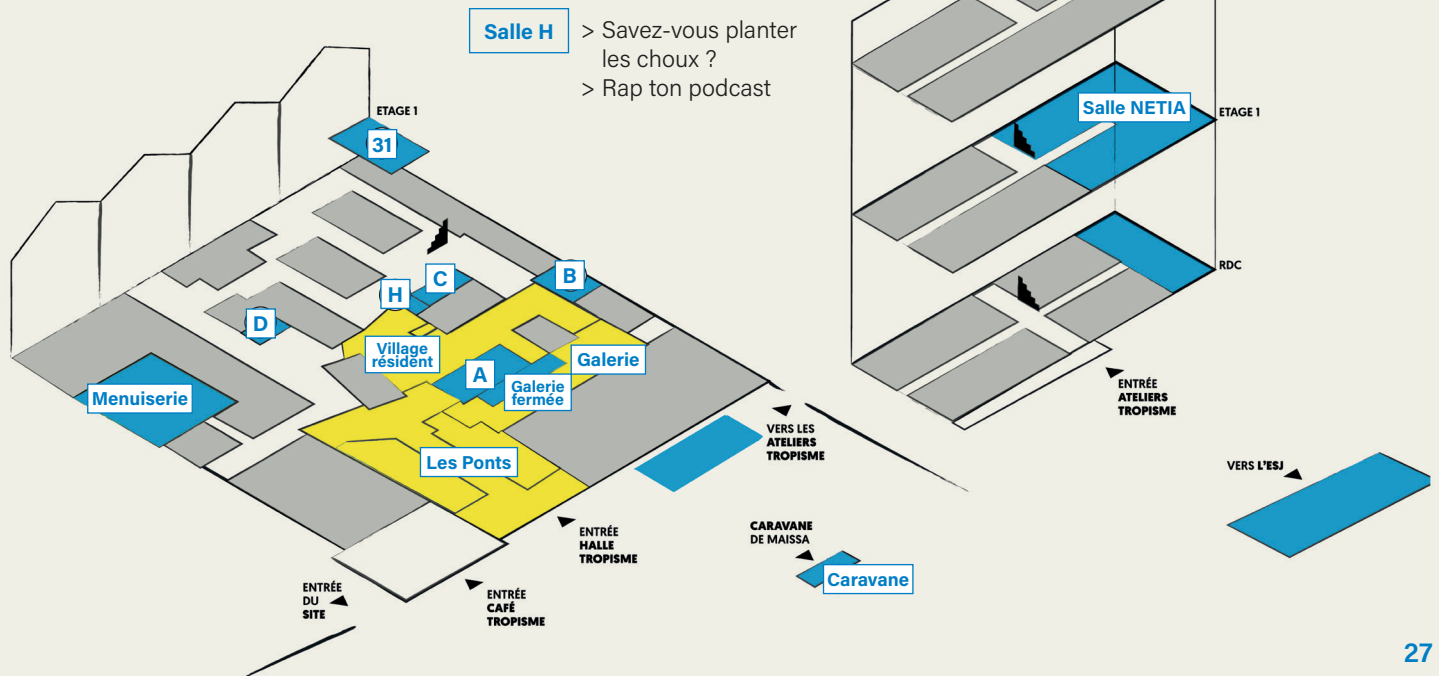 Salle H
> Savez-vous planter
les choux ?
> Rap ton podcast
ETAGE 1
31
Salle NETIA
ETAGE 1
B
C
H
D
RDC
Village
résident
Galerie
A
Galerie
fermée
Menuiserie
ENTRÉE
ATELIERS
TROPISME
VERS LES
ATELIERS
TROPISME
Les Ponts
VERS L'ESJ
ENTRÉE
HALLE
TROPISME
CARAVANE
DE MAISSA
Caravane
ENTRÉE
DU
SITE
ENTRÉE
CAFÉ
TROPISME
27